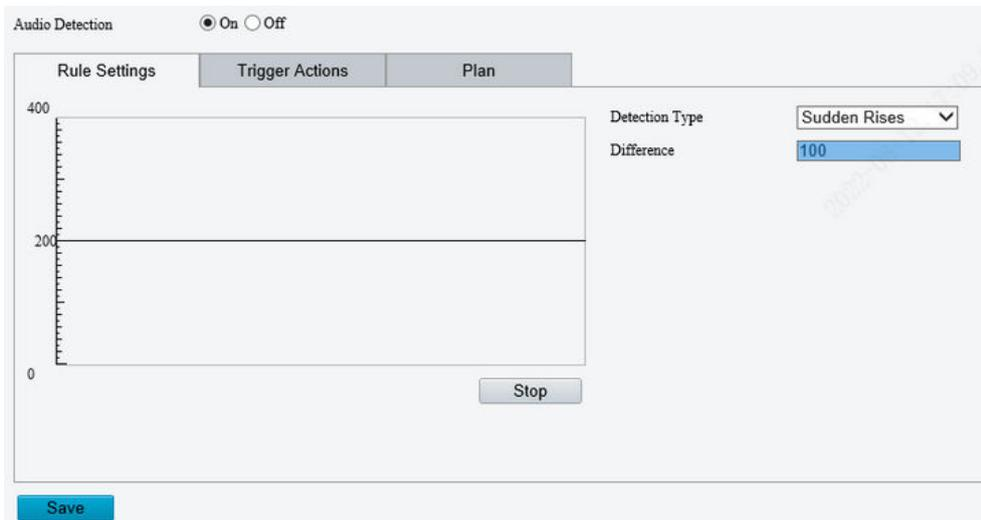 Audio Detection On Off
Rule Settings Trigger Actions Plan
400
Detection Type Sudden Rises
Difference 100
200
0
Stop
Save